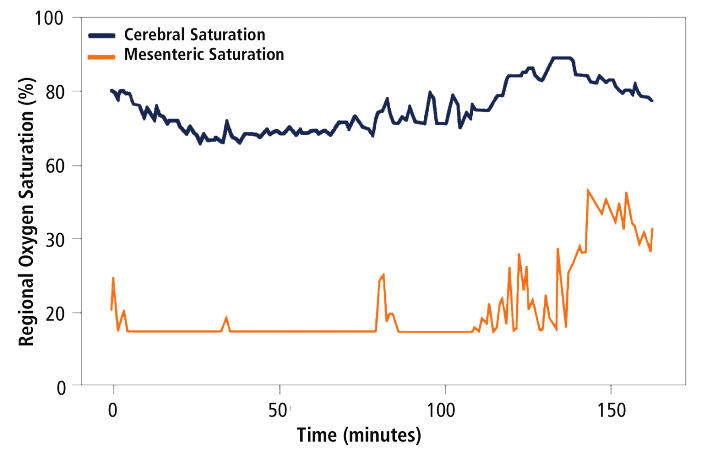 100
Cerebral Saturation
Mesenteric Saturation
80
60
30
20
0
Regional Oxygen Saturation (%)
0 50 100 150
Time (minutes)